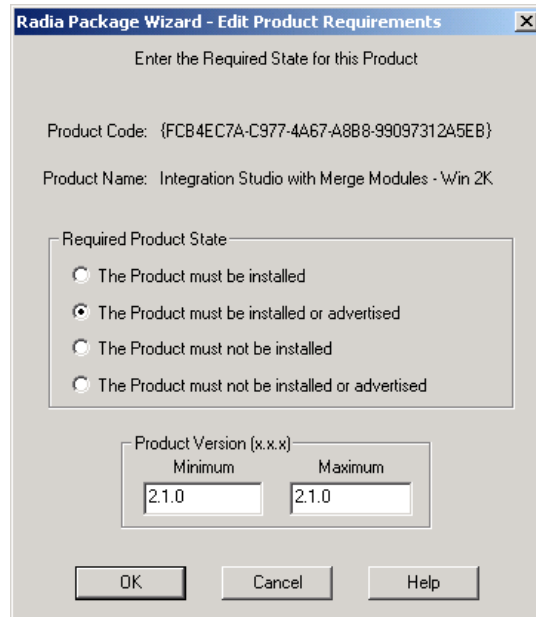 Radia Package Wizard - Edit Product Requirements
Enter the Required State for this Product
Product Code: {FCB4EC7A-C977-4A67-A8B8-99097312A5EB}
Product Name: Integration Studio with Merge Modules - Win 2K
Required Product State
The Product must be installed
The Product must be installed or advertised
The Product must not be installed
The Product must not be installed or advertised
Product Version (x.x.x)
Minimum Maximum
2.1.0 2.1.0
OK Cancel Help